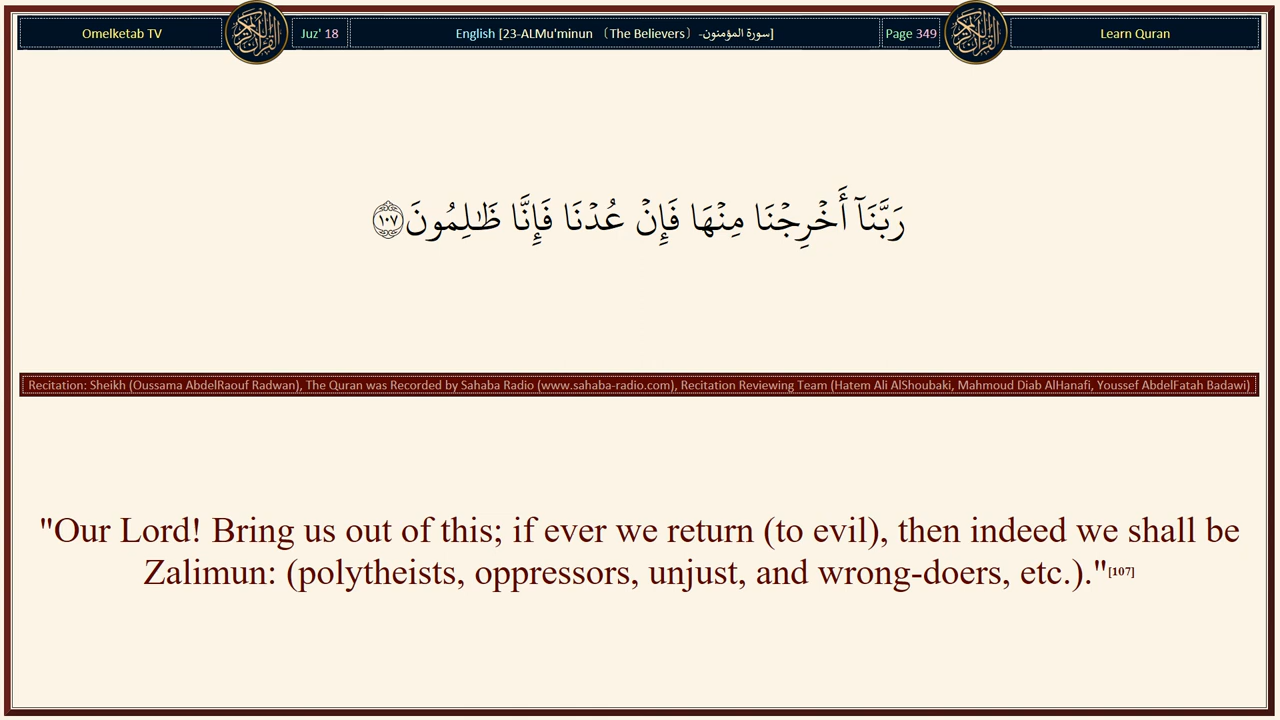 Omelketab TV
Juz' 18
English [23-ALMu'minun （The Believers） -سورة المؤمنون]
Page 349
Learn Quran
رَبَّنَآ أَخۡرِجۡنَا مِنۡهَا فَإِنۡ عُدۡنَا فَإِنَّا ظَٰلِمُونَ ١٠٧
Recitation: Sheikh (Oussama AbdelRaouf Radwan), The Quran was Recorded by Sahaba Radio (www.sahaba-radio.com), Recitation Reviewing Team (Hatem Ali AlShoubaki, Mahmoud Diab AlHanafi, Youssef AbdelFatah Badawi)
"Our Lord! Bring us out of this; if ever we return (to evil), then indeed we shall be
Zalimun: (polytheists, oppressors, unjust, and wrong-doers, etc.)."[107]